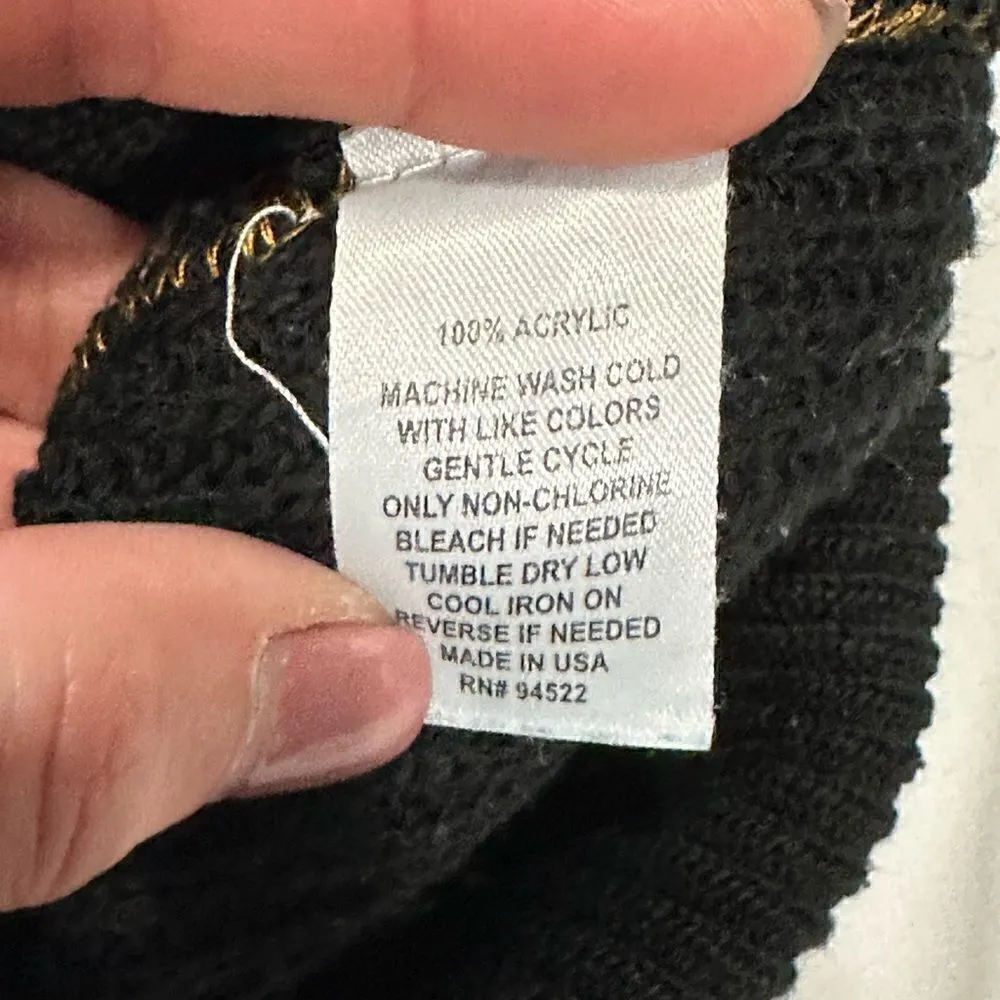 100% ACRYLIC
MACHINE WASH COLD
WITH LIKE COLORS
GENTLE CYCLE
ONLY NON-CHLORINE
BLEACH IF NEEDED
TUMBLE DRY LOW
COOL IRON ON
REVERSE IF NEEDED
MADE IN USA
RN# 94522